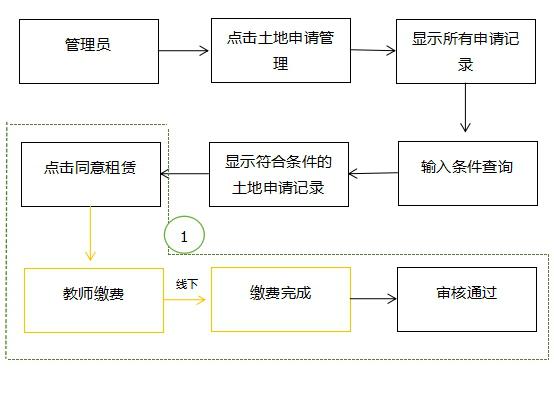 管理员
点击土地申请管
理
显示所有申请记
录
点击同意租赁
显示符合条件的
土地申请记录
输入条件查询
1
教师缴费
线下
缴费完成
审核通过